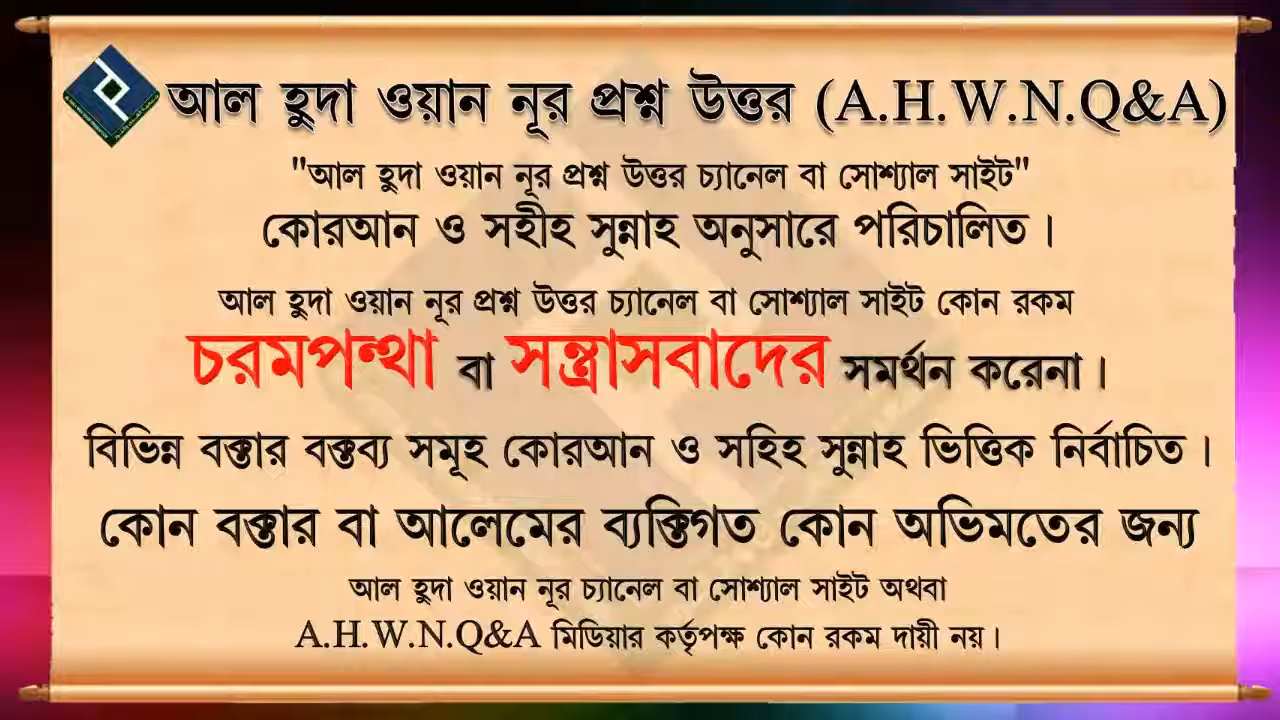 আল হুদা ওয়ান নূর প্রশ্ন উত্তর (A.H.W.N.Q&A)
"আল হুদা ওয়ান নূর প্রশ্ন উত্তর চ্যানেল বা সোশ্যাল সাইট"
কোরআন ও সহীহ সুন্নাহ অনুসারে পরিচালিত।
আল হুদা ওয়ান নূর প্রশ্ন উত্তর চ্যানেল বা সোশ্যাল সাইট কোন রকম
চরমপন্থা বা সন্ত্রাসবাদের সমর্থন করেনা।
বিভিন্ন বক্তার বক্তব্য সমূহ কোরআন ও সহিহ সুন্নাহ ভিত্তিক নির্বাচিত।
কোন বক্তার বা আলেমের ব্যক্তিগত কোন অভিমতের জন্য
আল হুদা ওয়ান নূর চ্যানেল বা সোশ্যাল সাইট অথবা
A.H.W.N.Q&A মিডিয়ার কর্তৃপক্ষ কোন রকম দায়ী নয়।